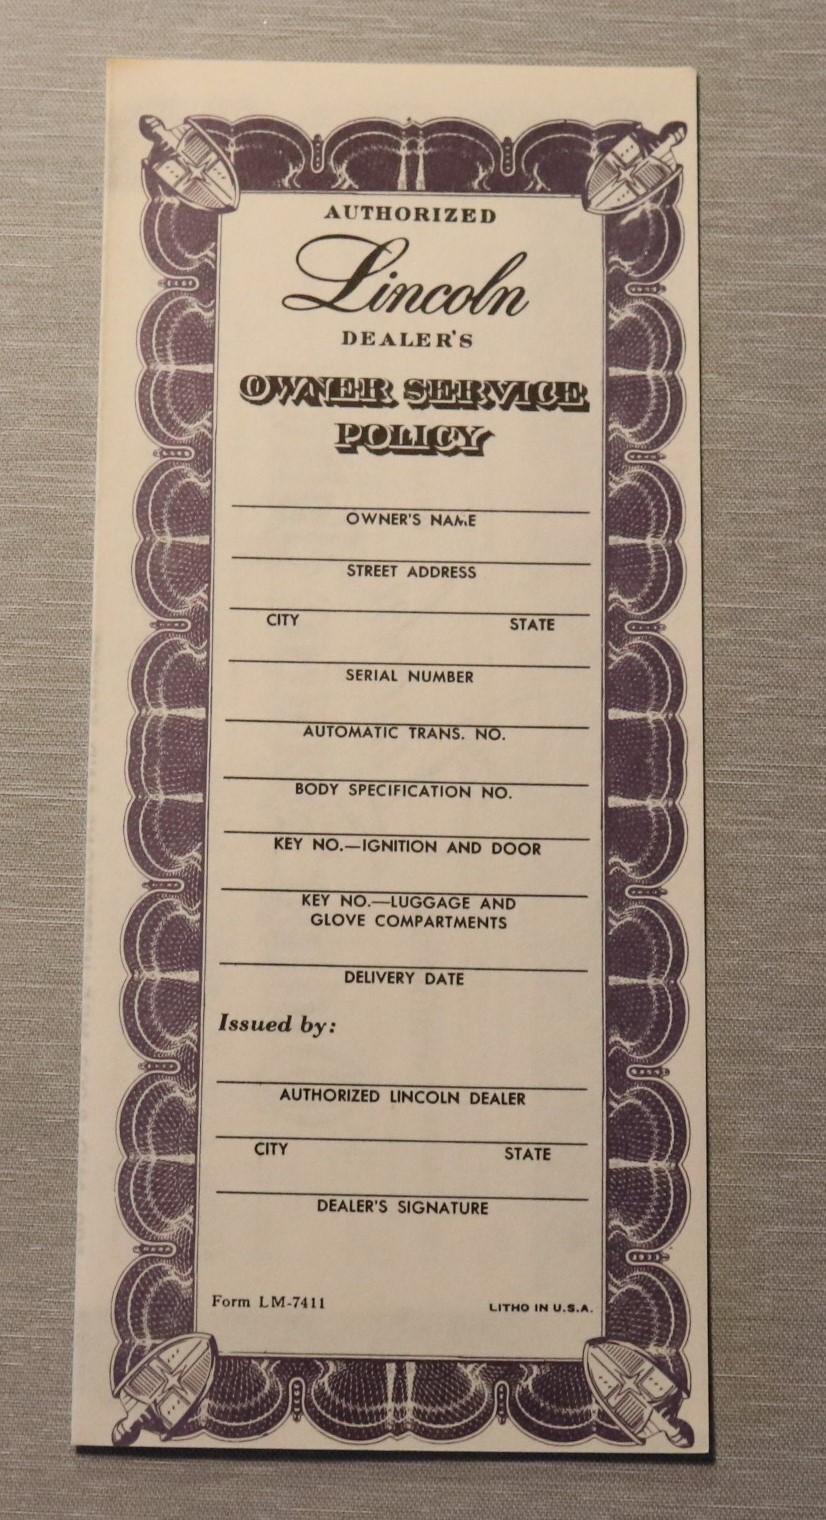 AUTHORIZED
Lincoln
DEALER'S
OWNER SERVICE
POLICY
OWNER'S NAME
STREET ADDRESS
CITY STATE
SERIAL NUMBER
AUTOMATIC TRANS. NO.
BODY SPECIFICATION NO.
KEY NO.—IGNITION AND DOOR
KEY NO.—LUGGAGE AND
GLOVE COMPARTMENTS
DELIVERY DATE
Issued by:
AUTHORIZED LINCOLN DEALER
CITY STATE
DEALER'S SIGNATURE
Form LM-7411 LITHO IN U.S.A.